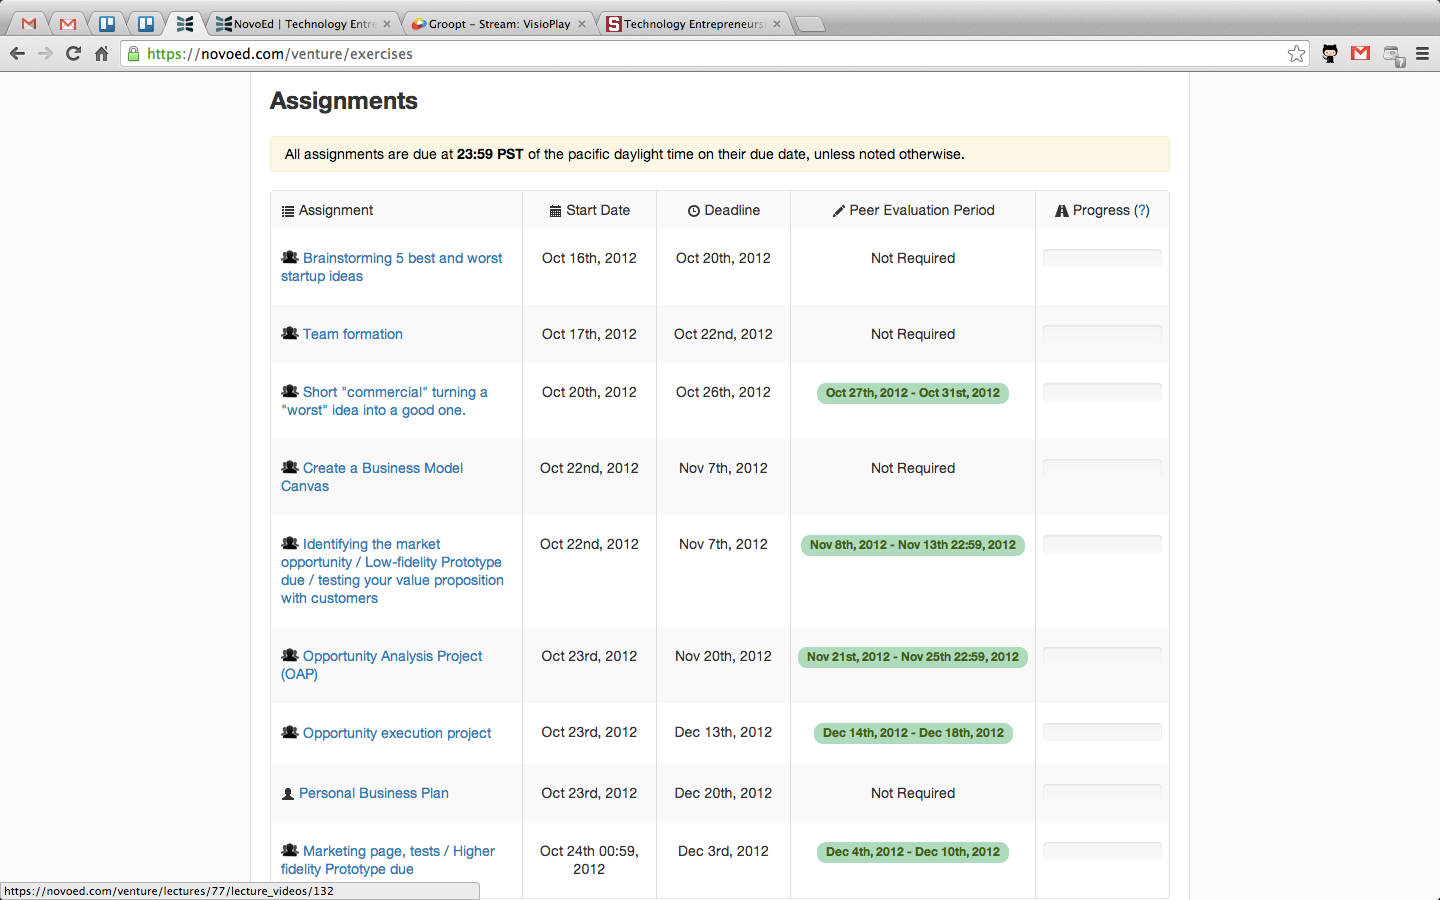 NovoEd | Technology Entre
Groopt - Stream: VisioPlay
Technology Entrepreneurs
https://novoed.com/venture/exercises
Assignments
All assignments are due at 23:59 PST of the pacific daylight time on their due date, unless noted otherwise.
Assignment Start Date Deadline Peer Evaluation Period Progress (?)
Brainstorming 5 best and worst Oct 16th, 2012 Oct 20th, 2012 Not Required
startup ideas
Team formation Oct 17th, 2012 Oct 22nd, 2012 Not Required
Short "commercial" turning a Oct 20th, 2012 Oct 26th, 2012 Oct 27th, 2012 - Oct 31st, 2012
"worst" idea into a good one.
Create a Business Model Oct 22nd, 2012 Nov 7th, 2012 Not Required
Canvas
Identifying the market Oct 22nd, 2012 Nov 7th, 2012 Nov 8th, 2012 - Nov 13th 22:59, 2012
opportunity / Low-fidelity Prototype
due / testing your value proposition
with customers
Opportunity Analysis Project Oct 23rd, 2012 Nov 20th, 2012 Nov 21st, 2012 - Nov 25th 22:59, 2012
(OAP)
Opportunity execution project Oct 23rd, 2012 Dec 13th, 2012 Dec 14th, 2012 - Dec 18th, 2012
Personal Business Plan Oct 23rd, 2012 Dec 20th, 2012 Not Required
Marketing page, tests / Higher Oct 24th 00:59, Dec 3rd, 2012 Dec 4th, 2012 - Dec 10th, 2012
fidelity Prototype due 2012
https://novoed.com/venture/lectures/77/lecture_videos/132